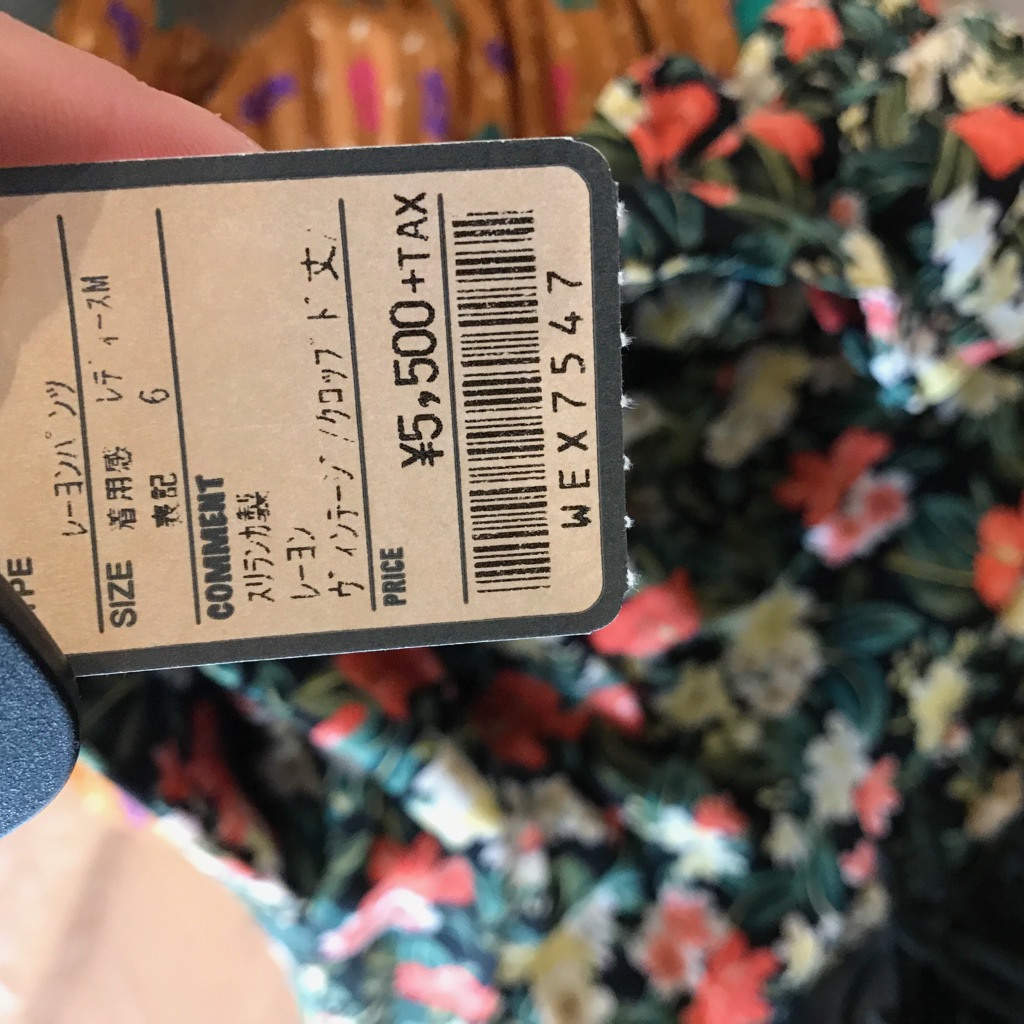 レーヨンパンツ
SIZE 着用感 レディースM
表記 6
COMMENT
スリランカ製
レーヨン
ヴィンテージ/クロップド丈
PRICE ¥5,500+TAX
WEX7547